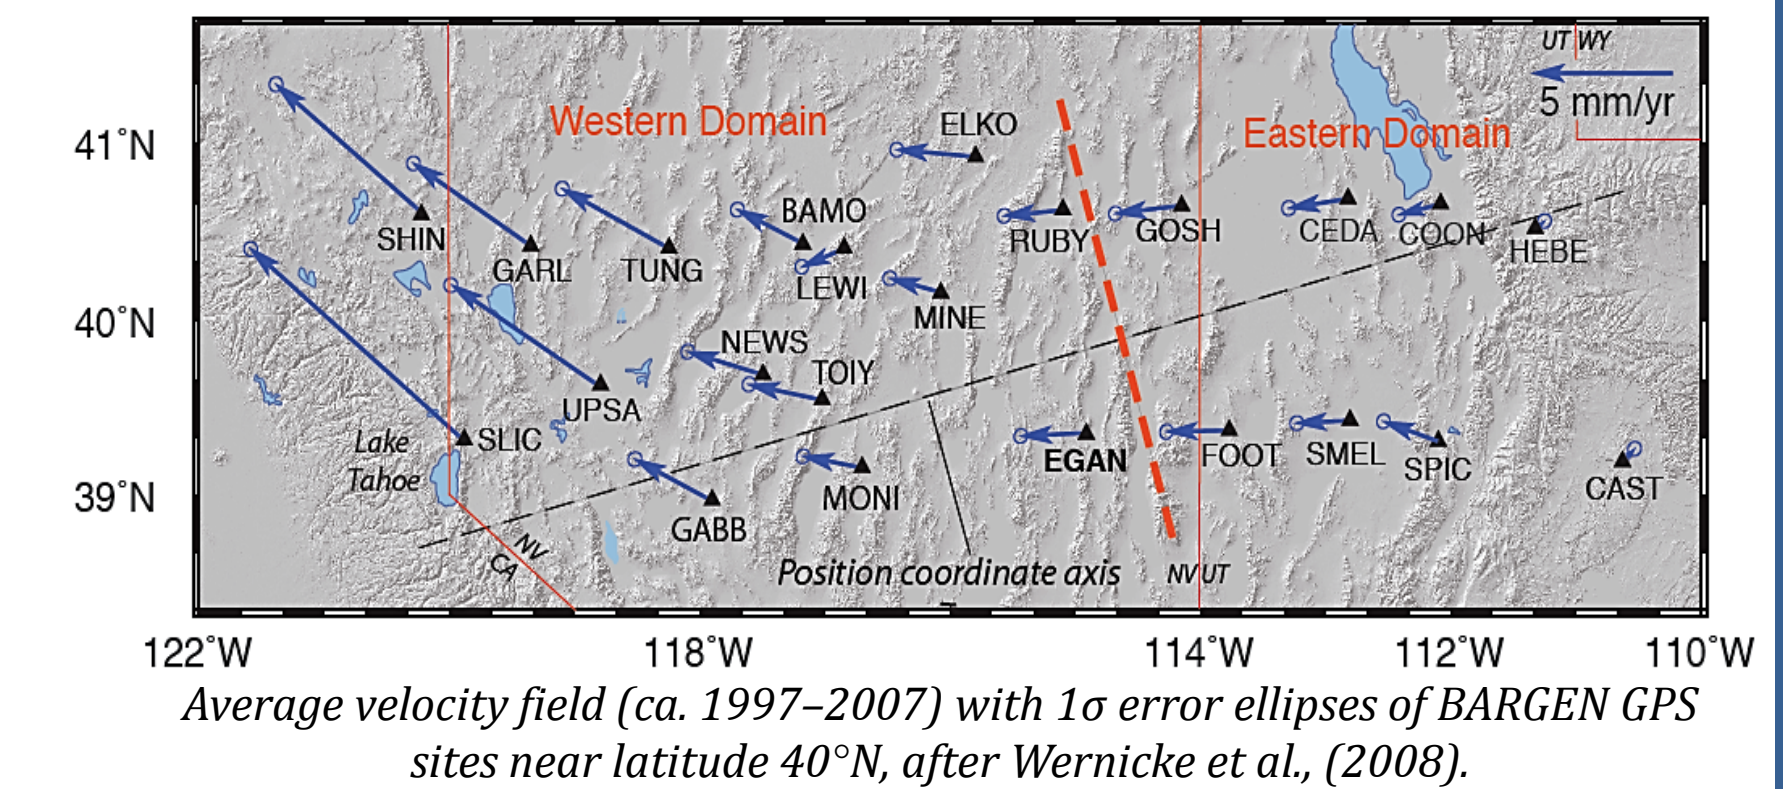 UT WY
5 mm/yr
Western Domain
Eastern Domain
41°N
40°N
39°N
ELKO
SHIN
GARL
TUNG
BAMO
LEWI
MINE
RUBY
GOSH
CEDA
COON
HEBE
NEWS
TOIY
UPSA
SLIC
Lake
Tahoe
GABB
MONI
EGAN
FOOT
SMEL
SPIC
CAST
NV
CA
Position coordinate axis
NV UT
122°W
118°W
114°W
112°W
110°W
Average velocity field (ca. 1997–2007) with 1σ error ellipses of BARGEN GPS
sites near latitude 40°N, after Wernicke et al., (2008).